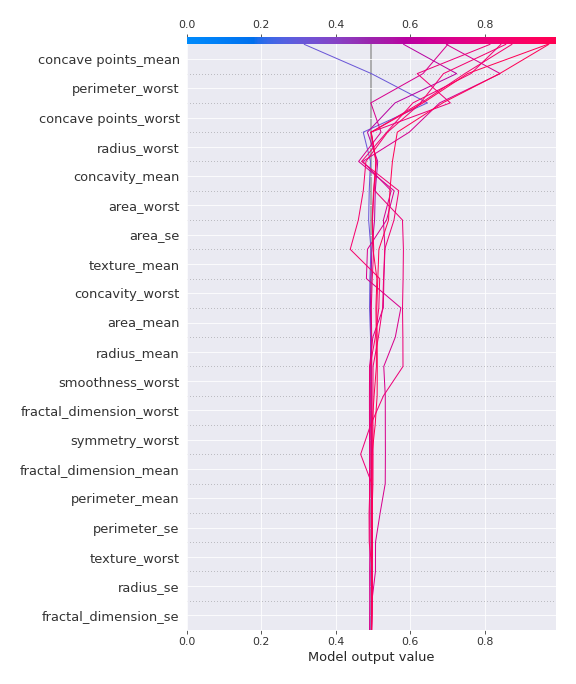 0.0 0.2 0.4 0.6 0.8
concave points_mean
perimeter_worst
concave points_worst
radius_worst
concavity_mean
area_worst
area_se
texture_mean
concavity_worst
area_mean
radius_mean
smoothness_worst
fractal_dimension_worst
symmetry_worst
fractal_dimension_mean
perimeter_mean
perimeter_se
texture_worst
radius_se
fractal_dimension_se
0.0 0.2 0.4 0.6 0.8
Model output value